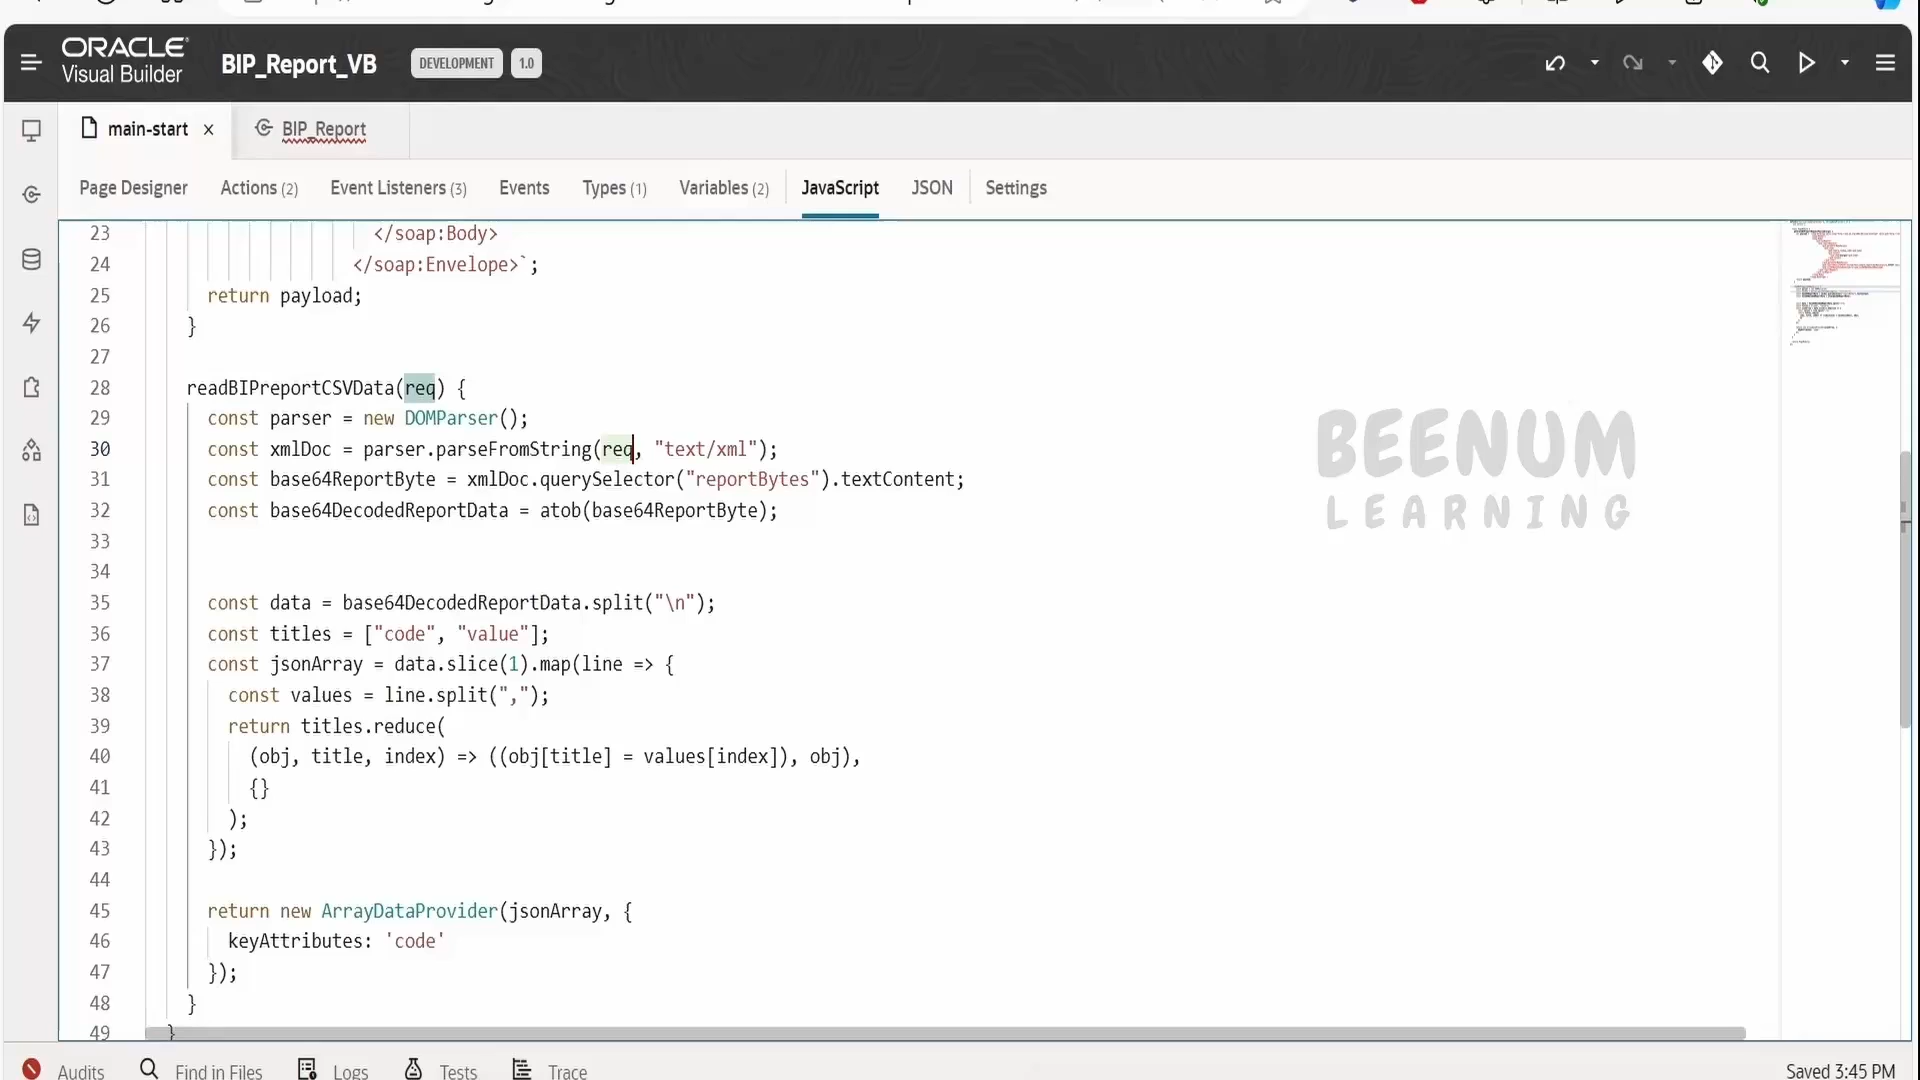 ORACLE
Visual Builder
BIP_Report_VB
DEVELOPMENT
1.0
main-start
BIP_Report
Page Designer
Actions (2)
Event Listeners (3)
Events
Types (1)
Variables (2)
JavaScript
JSON
Settings
23 </soap:Body>
24 </soap:Envelope>`;
25 return payload;
26 }
27
28 readBIPreportCSVData(req) {
29 const parser = new DOMParser();
30 const xmlDoc = parser.parseFromString(req, "text/xml");
31 const base64ReportByte = xmlDoc.querySelector("reportBytes").textContent;
32 const base64DecodedReportData = atob(base64ReportByte);
33
34
35 const data = base64DecodedReportData.split("\n");
36 const titles = ["code", "value"];
37 const jsonArray = data.slice(1).map(line => {
38 const values = line.split(",");
39 return titles.reduce(
40 (obj, title, index) => ((obj[title] = values[index]), obj),
41 {}
42 );
43 });
44
45 return new ArrayDataProvider(jsonArray, {
46 keyAttributes: 'code'
47 });
48 }
49 }
BEENUM
LEARNING
Audits
Find in Files
Logs
Tests
Trace
Saved 3:45 PM